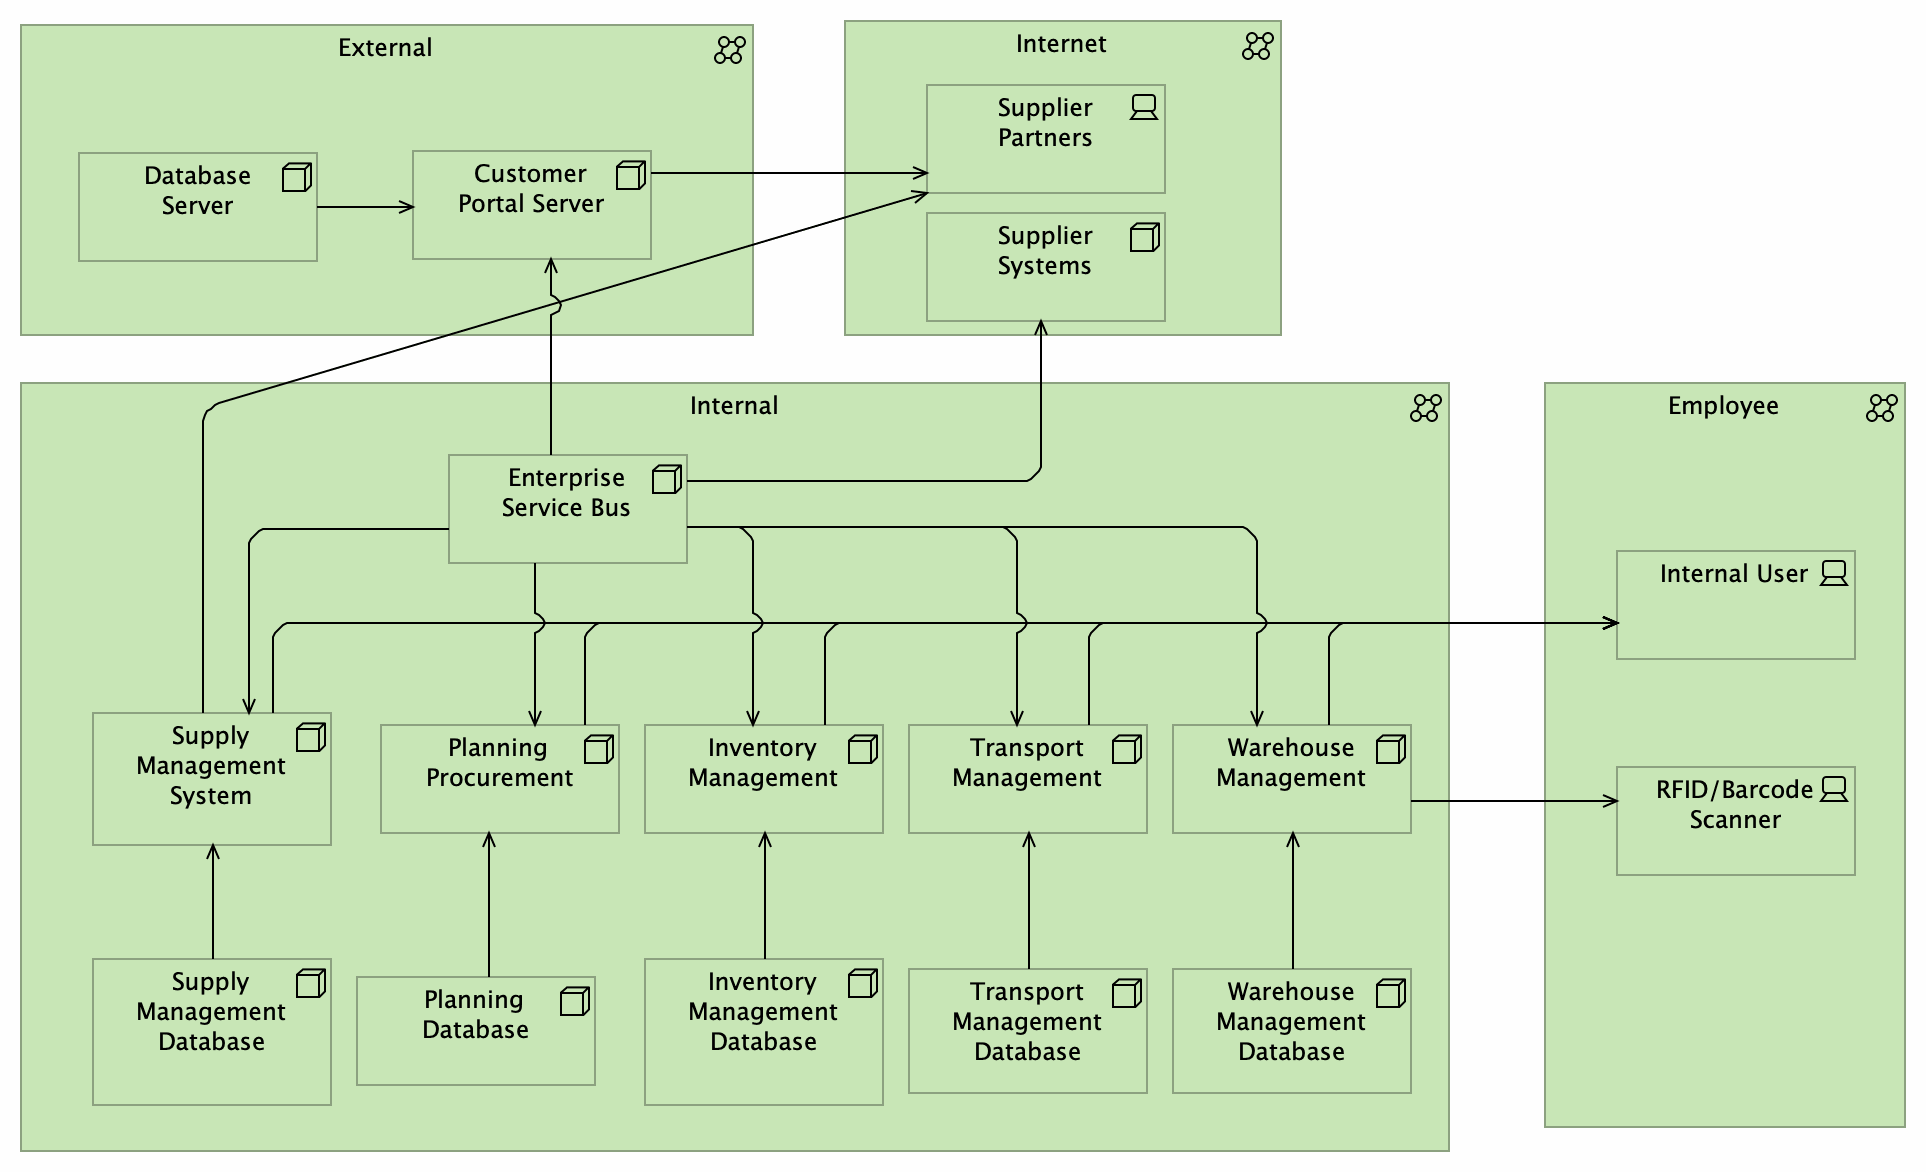 External
Internet
Supplier
Partners
Database
Server
Customer
Portal Server
Supplier
Systems
Internal
Employee
Enterprise
Service Bus
Internal User
Supply
Management
System
Planning
Procurement
Inventory
Management
Transport
Management
Warehouse
Management
RFID/Barcode
Scanner
Supply
Management
Database
Planning
Database
Inventory
Management
Database
Transport
Management
Database
Warehouse
Management
Database